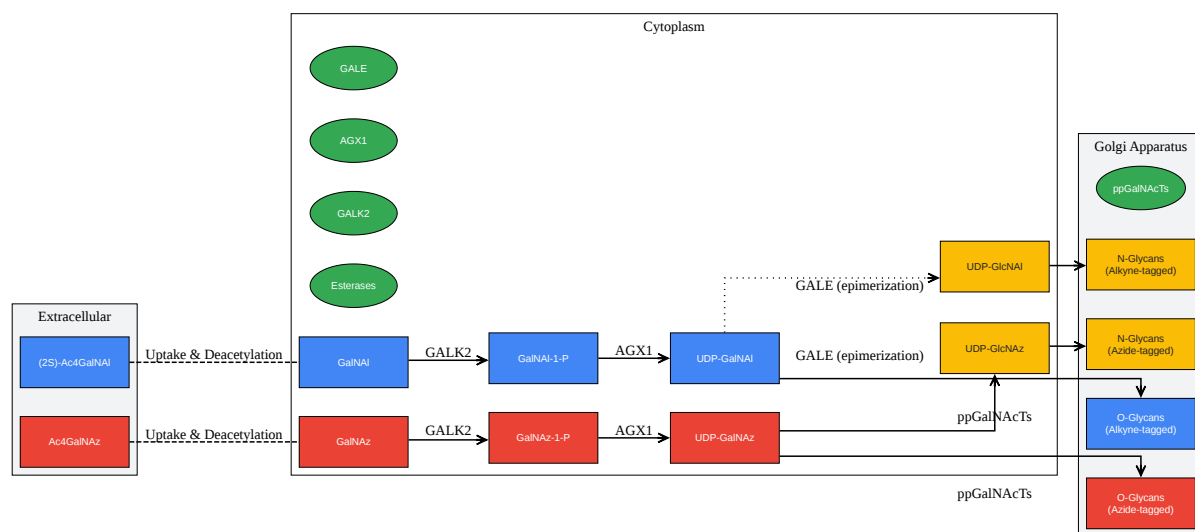 Cytoplasm
GALE
AGX1
Golgi Apparatus
ppGalNAcTs
GALK2
UDP-GlcNAl
N-Glycans
(Alkyne-tagged)
Esterases
GALE (epimerization)
Extracellular
(2S)-Ac4GalNAl
Uptake & Deacetylation
GalNAl
GALK2
GalNAl-1-P
AGX1
UDP-GalNAl
GALE (epimerization)
UDP-GlcNAz
N-Glycans
(Azide-tagged)
Ac4GalNAz
Uptake & Deacetylation
GalNAz
GALK2
GalNAz-1-P
AGX1
UDP-GalNAz
ppGalNAcTs
O-Glycans
(Alkyne-tagged)
ppGalNAcTs
O-Glycans
(Azide-tagged)